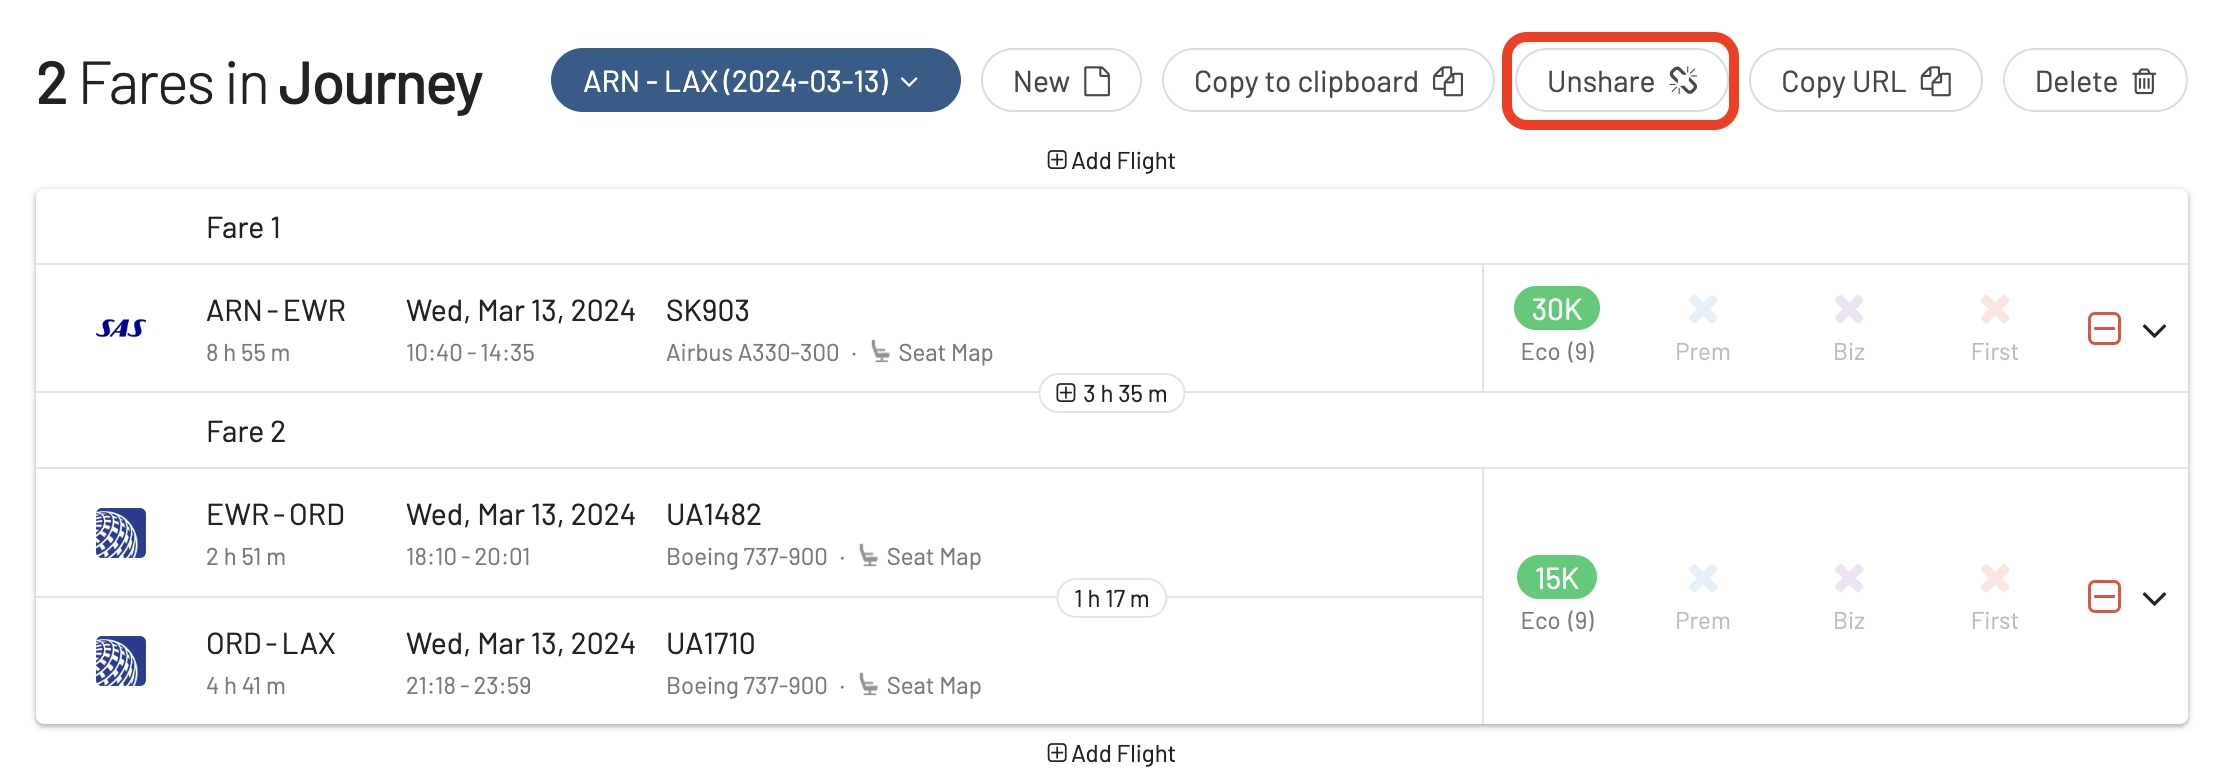 2 Fares in Journey ARN - LAX (2024-03-13) New Copy to clipboard Unshare Copy URL Delete
Add Flight
Fare 1
SAS ARN - EWR Wed, Mar 13, 2024 SK903 30K
8 h 55 m 10:40 - 14:35 Airbus A330-300 · Seat Map Eco (9) Prem Biz First
3 h 35 m
Fare 2
EWR - ORD Wed, Mar 13, 2024 UA1482
2 h 51 m 18:10 - 20:01 Boeing 737-900 · Seat Map 15K
1 h 17 m Eco (9) Prem Biz First
ORD - LAX Wed, Mar 13, 2024 UA1710
4 h 41 m 21:18 - 23:59 Boeing 737-900 · Seat Map
Add Flight